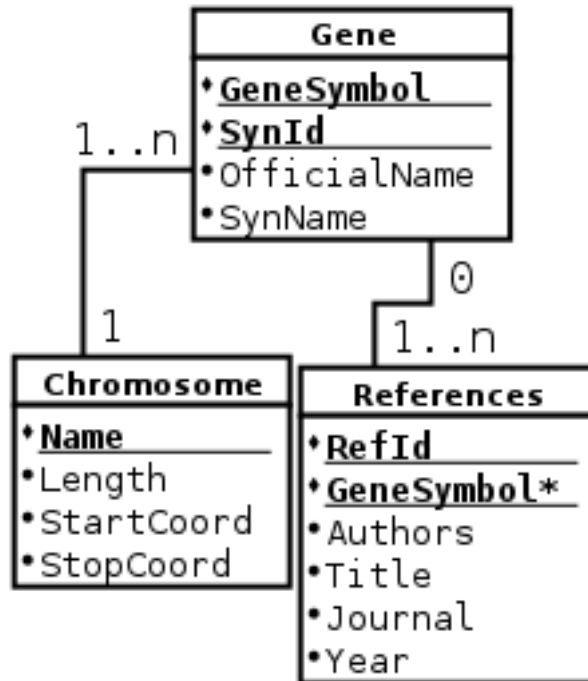 Gene
GeneSymbol
SynId
OfficialName
SynName
1..n
1
0
1..n
Chromosome
Name
Length
StartCoord
StopCoord
References
RefId
GeneSymbol*
Authors
Title
Journal
Year